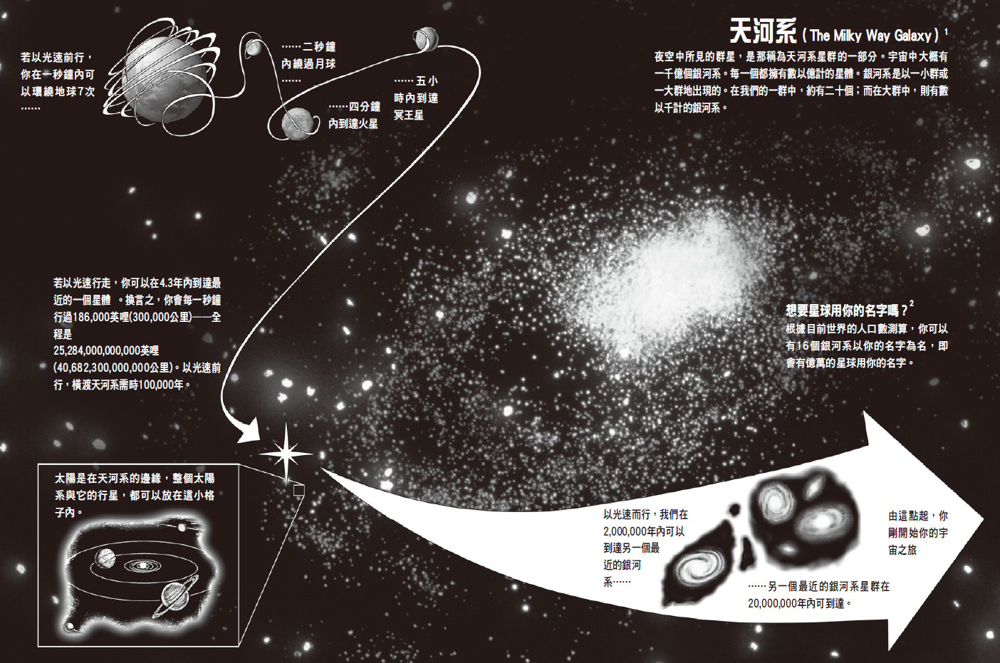 天河系（The Milky Way Galaxy）1
夜空中所見的群星，是那稱為天河系星群的一部分。宇宙中大概有
一千億個銀河系。每一個都擁有數以億計的星體。銀河系是以一小群或
一大群地出現的。在我們的一群中，約有二十個；而在大群中，則有數
以千計的銀河系。
若以光速前行，
你在一秒鐘內可
以環繞地球7次
……
……二秒鐘
內繞過月球
……
……四分鐘
內到達火星
……五小
時內到達
冥王星
若以光速行走，你可以在4.3年內到達最
近的一個星體 。換言之，你會每一秒鐘
行過186,000英哩(300,000公里)──全
程是
25,284,000,000,000英哩
(40,682,300,000,000公里)。以光速前
行，橫渡天河系需時100,000年。
想要星球用你的名字嗎？2
根據目前世界的人口數測算，你可以
有16個銀河系以你的名字為名，即
會有億萬的星球用你的名字。
太陽是在天河系的邊緣，整個太陽
系與它的行星，都可以放在這小格
子內。
以光速而行，我們在
2,000,000年內可以
到達另一個最
近的銀河
系……
……另一個最近的銀河系星群在
20,000,000年內可到達。
由這點起，你
剛開始你的宇
宙之旅